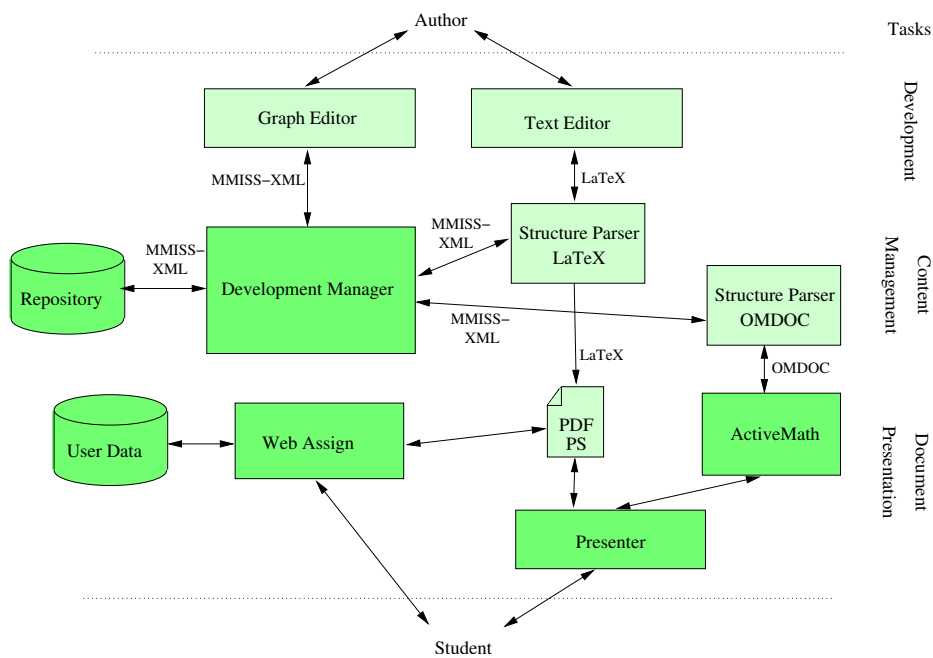 Author
Tasks
Graph Editor
Text Editor
Development
MMISS−XML
LaTeX
MMISS−
XML
MMISS−
XML
Structure Parser
LaTeX
Repository
Development Manager
Structure Parser
OMDOC
Content
Management
MMISS−
XML
LaTeX
OMDOC
User Data
Web Assign
PDF
PS
ActiveMath
Document
Presentation
Presenter
Student